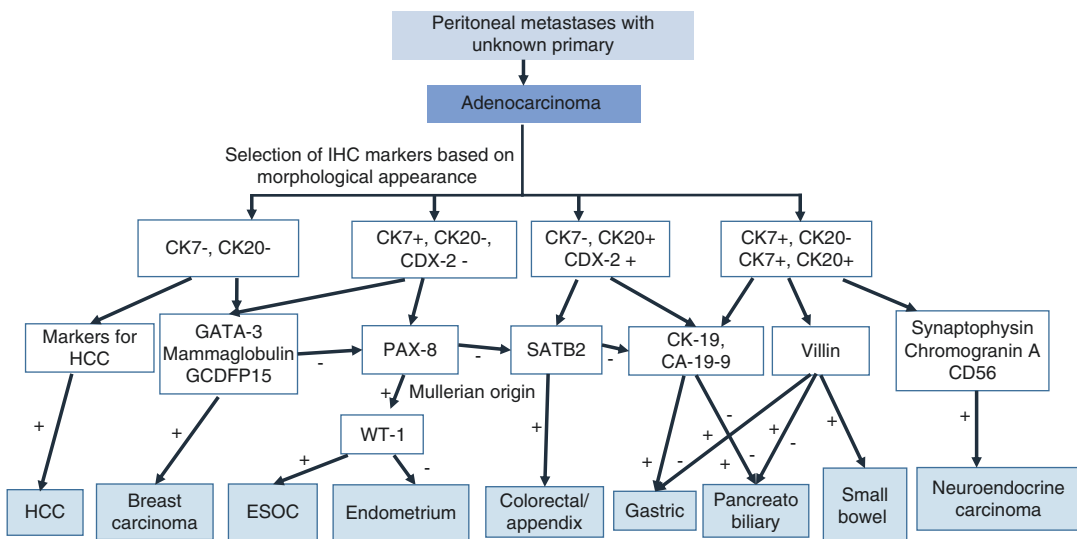 Peritoneal metastases with
unknown primary
Adenocarcinoma
Selection of IHC markers based on
morphological appearance
CK7-, CK20-
CK7+, CK20-,
CDX-2 -
CK7-, CK20+
CDX-2 +
CK7+, CK20-
CK7+, CK20+
Markers for
HCC
GATA-3
Mammaglobulin
GCDFP15
-
PAX-8
-
SATB2
-
CK-19,
CA-19-9
Villin
Synaptophysin
Chromogranin A
CD56
+
+
+ Mullerian origin
WT-1
+
-
+
+
-
+
-
+
+
-
+
+
HCC
Breast
carcinoma
ESOC
Endometrium
Colorectal/
appendix
Gastric
Pancreato
biliary
Small
bowel
Neuroendocrine
carcinoma